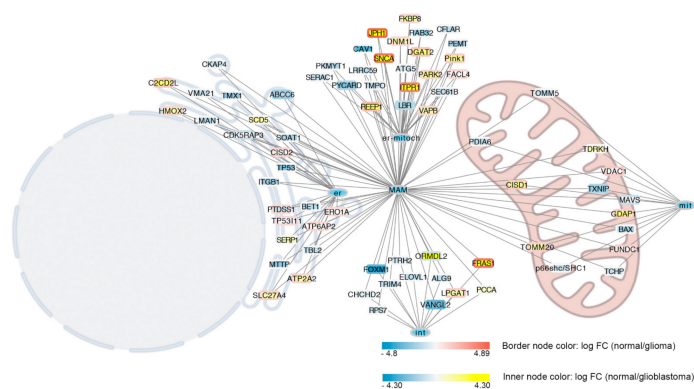 FKBP8
JPH1
RAB32
CFLAR
DNM1L
PEMT
CAV1
DGAT2
SNCA
Pink1
CKAP4
PKMYT1
LRRC59
ATG5
SERAC1
PARK2
FACL4
C2CD2L
PYCARD
TMPO
ITPR1
VMA21
TMX1
ABCC6
SEC61B
TOMM5
HMOX2
REEP1
LBR
VAPB
LMAN1
SCD5
CDK5RAP3
SOAT1
er-mitoch
PDIA6
TDRKH
CISD2
TP53
VDAC1
ITGB1
CISD1
er
MAM
TXNIP
MAVS
mit
PTDSS1
BET1
ERO1A
GDAP1
TP53I11
ATP6AP2
BAX
SERP1
TOMM20
FUNDC1
TBL2
ORMDL2
MTTP
PTRH2
FRAS1
FOXM1
p66shc/SHC1
TCHP
ATP2A2
ELOVL1
ALG9
TRIM4
PCCA
SLC27A4
CHCHD2
LPGAT1
VANGL2
RPS7
int
Border node color: log FC (normal/glioma)
- 4.8 4.89
Inner node color: log FC (normal/glioblastoma)
- 4.30 4.30